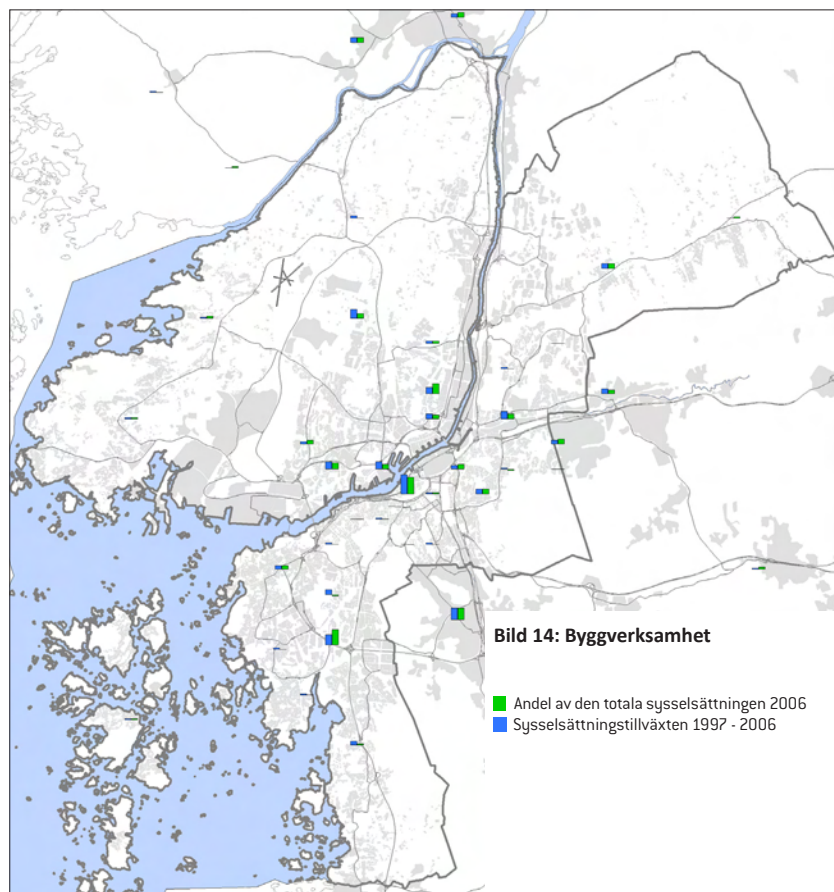 Bild 14: Byggverksamhet
Andel av den totala sysselsättningen 2006
Sysselsättningstillväxten 1997 - 2006